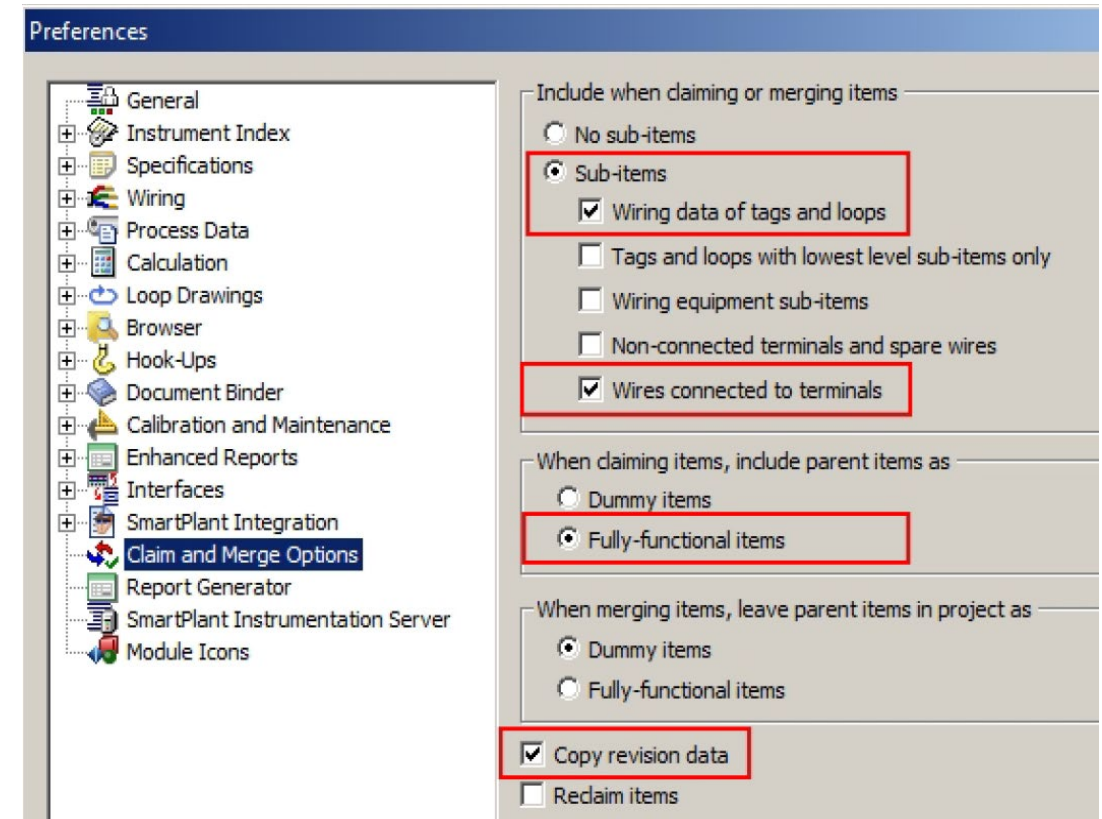 Preferences
General
Instrument Index
Specifications
Wiring
Process Data
Calculation
Loop Drawings
Browser
Hook-Ups
Document Binder
Calibration and Maintenance
Enhanced Reports
Interfaces
SmartPlant Integration
Claim and Merge Options
Report Generator
SmartPlant Instrumentation Server
Module Icons
Include when claiming or merging items
No sub-items
Sub-items
Wiring data of tags and loops
Tags and loops with lowest level sub-items only
Wiring equipment sub-items
Non-connected terminals and spare wires
Wires connected to terminals
When claiming items, include parent items as
Dummy items
Fully-functional items
When merging items, leave parent items in project as
Dummy items
Fully-functional items
Copy revision data
Reclaim items